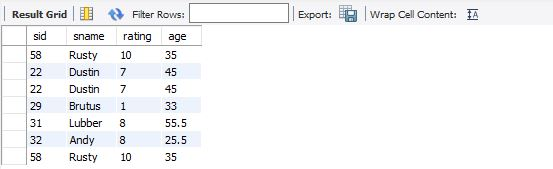 Result Grid Filter Rows: Export: Wrap Cell Content: IA
sid sname rating age
58 Rusty 10 35
22 Dustin 7 45
22 Dustin 7 45
29 Brutus 1 33
31 Lubber 8 55.5
32 Andy 8 25.5
58 Rusty 10 35